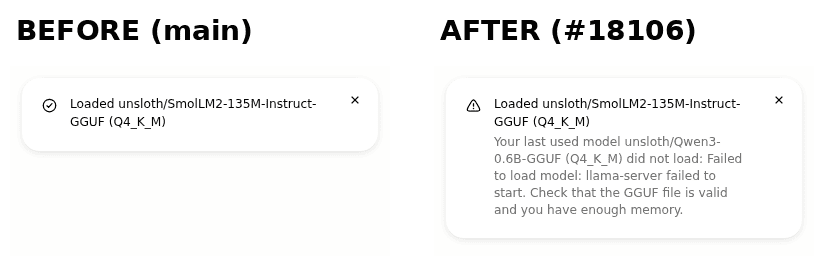 BEFORE (main)
Loaded unsloth/SmolLM2-135M-Instruct-
GGUF (Q4_K_M)
AFTER (#18106)
Loaded unsloth/SmolLM2-135M-Instruct-
GGUF (Q4_K_M)
Your last used model unsloth/Qwen3-
0.6B-GGUF (Q4_K_M) did not load: Failed
to load model: llama-server failed to
start. Check that the GGUF file is valid
and you have enough memory.